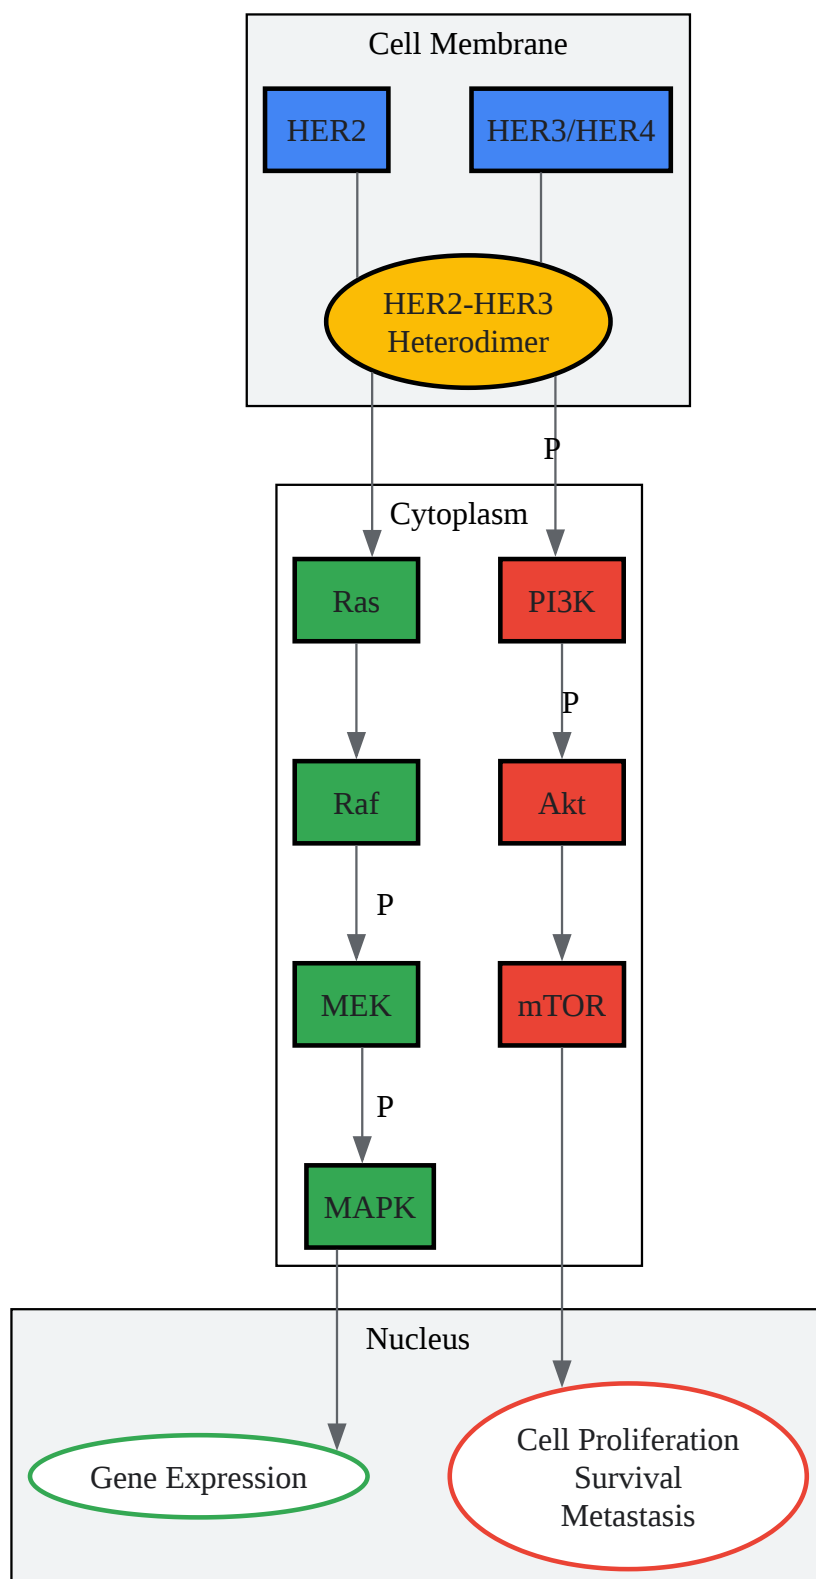 Cell Membrane
HER2
HER3/HER4
HER2-HER3
Heterodimer
P
Cytoplasm
Ras
PI3K
P
Raf
Akt
P
MEK
mTOR
P
MAPK
Nucleus
Gene Expression
Cell Proliferation
Survival
Metastasis